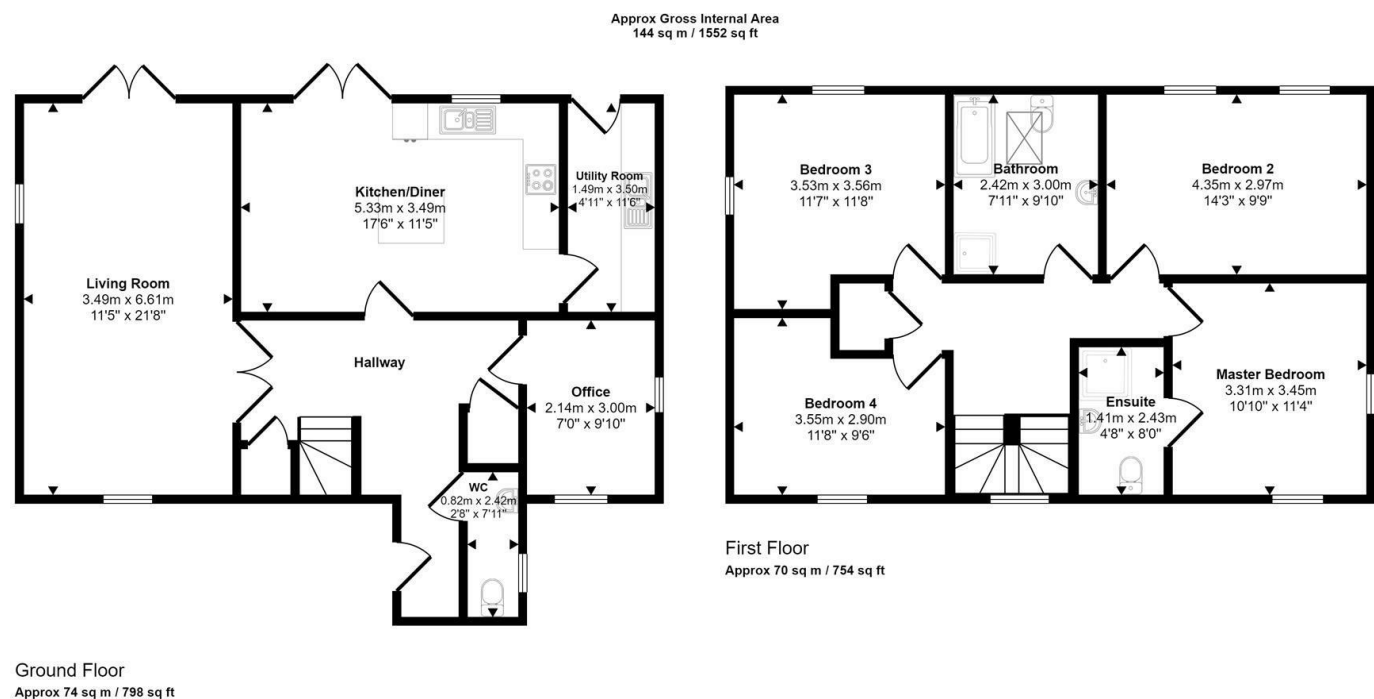 Approx Gross Internal Area
144 sq m / 1552 sq ft
Living Room
3.49m x 6.61m
11'5" x 21'8"
Kitchen/Diner
5.33m x 3.49m
17'6" x 11'5"
Utility Room
1.49m x 3.50m
4'11" x 11'6"
Hallway
Office
2.14m x 3.00m
7'0" x 9'10"
WC
0.82m x 2.42m
2'8" x 7'11"
Ground Floor
Approx 74 sq m / 798 sq ft
Bedroom 3
3.53m x 3.56m
11'7" x 11'8"
Bathroom
2.42m x 3.00m
7'11" x 9'10"
Bedroom 2
4.35m x 2.97m
14'3" x 9'9"
Bedroom 4
3.55m x 2.90m
11'8" x 9'6"
Ensuite
1.41m x 2.43m
4'8" x 8'0"
Master Bedroom
3.31m x 3.45m
10'10" x 11'4"
First Floor
Approx 70 sq m / 754 sq ft